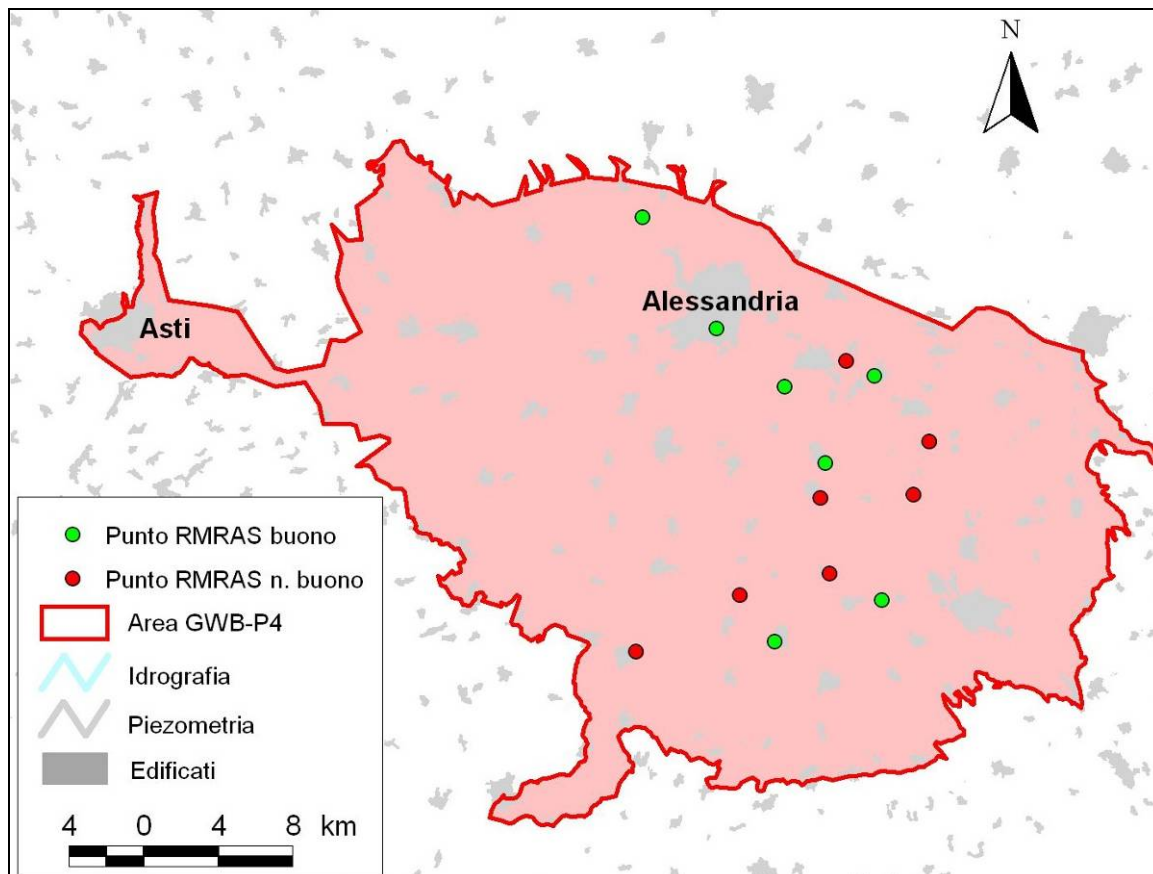 N
Alessandria
Asti
Punto RMRAS buono
Punto RMRAS n. buono
Area GWB-P4
Idrografia
Piezometria
Edificati
4 0 4 8 km